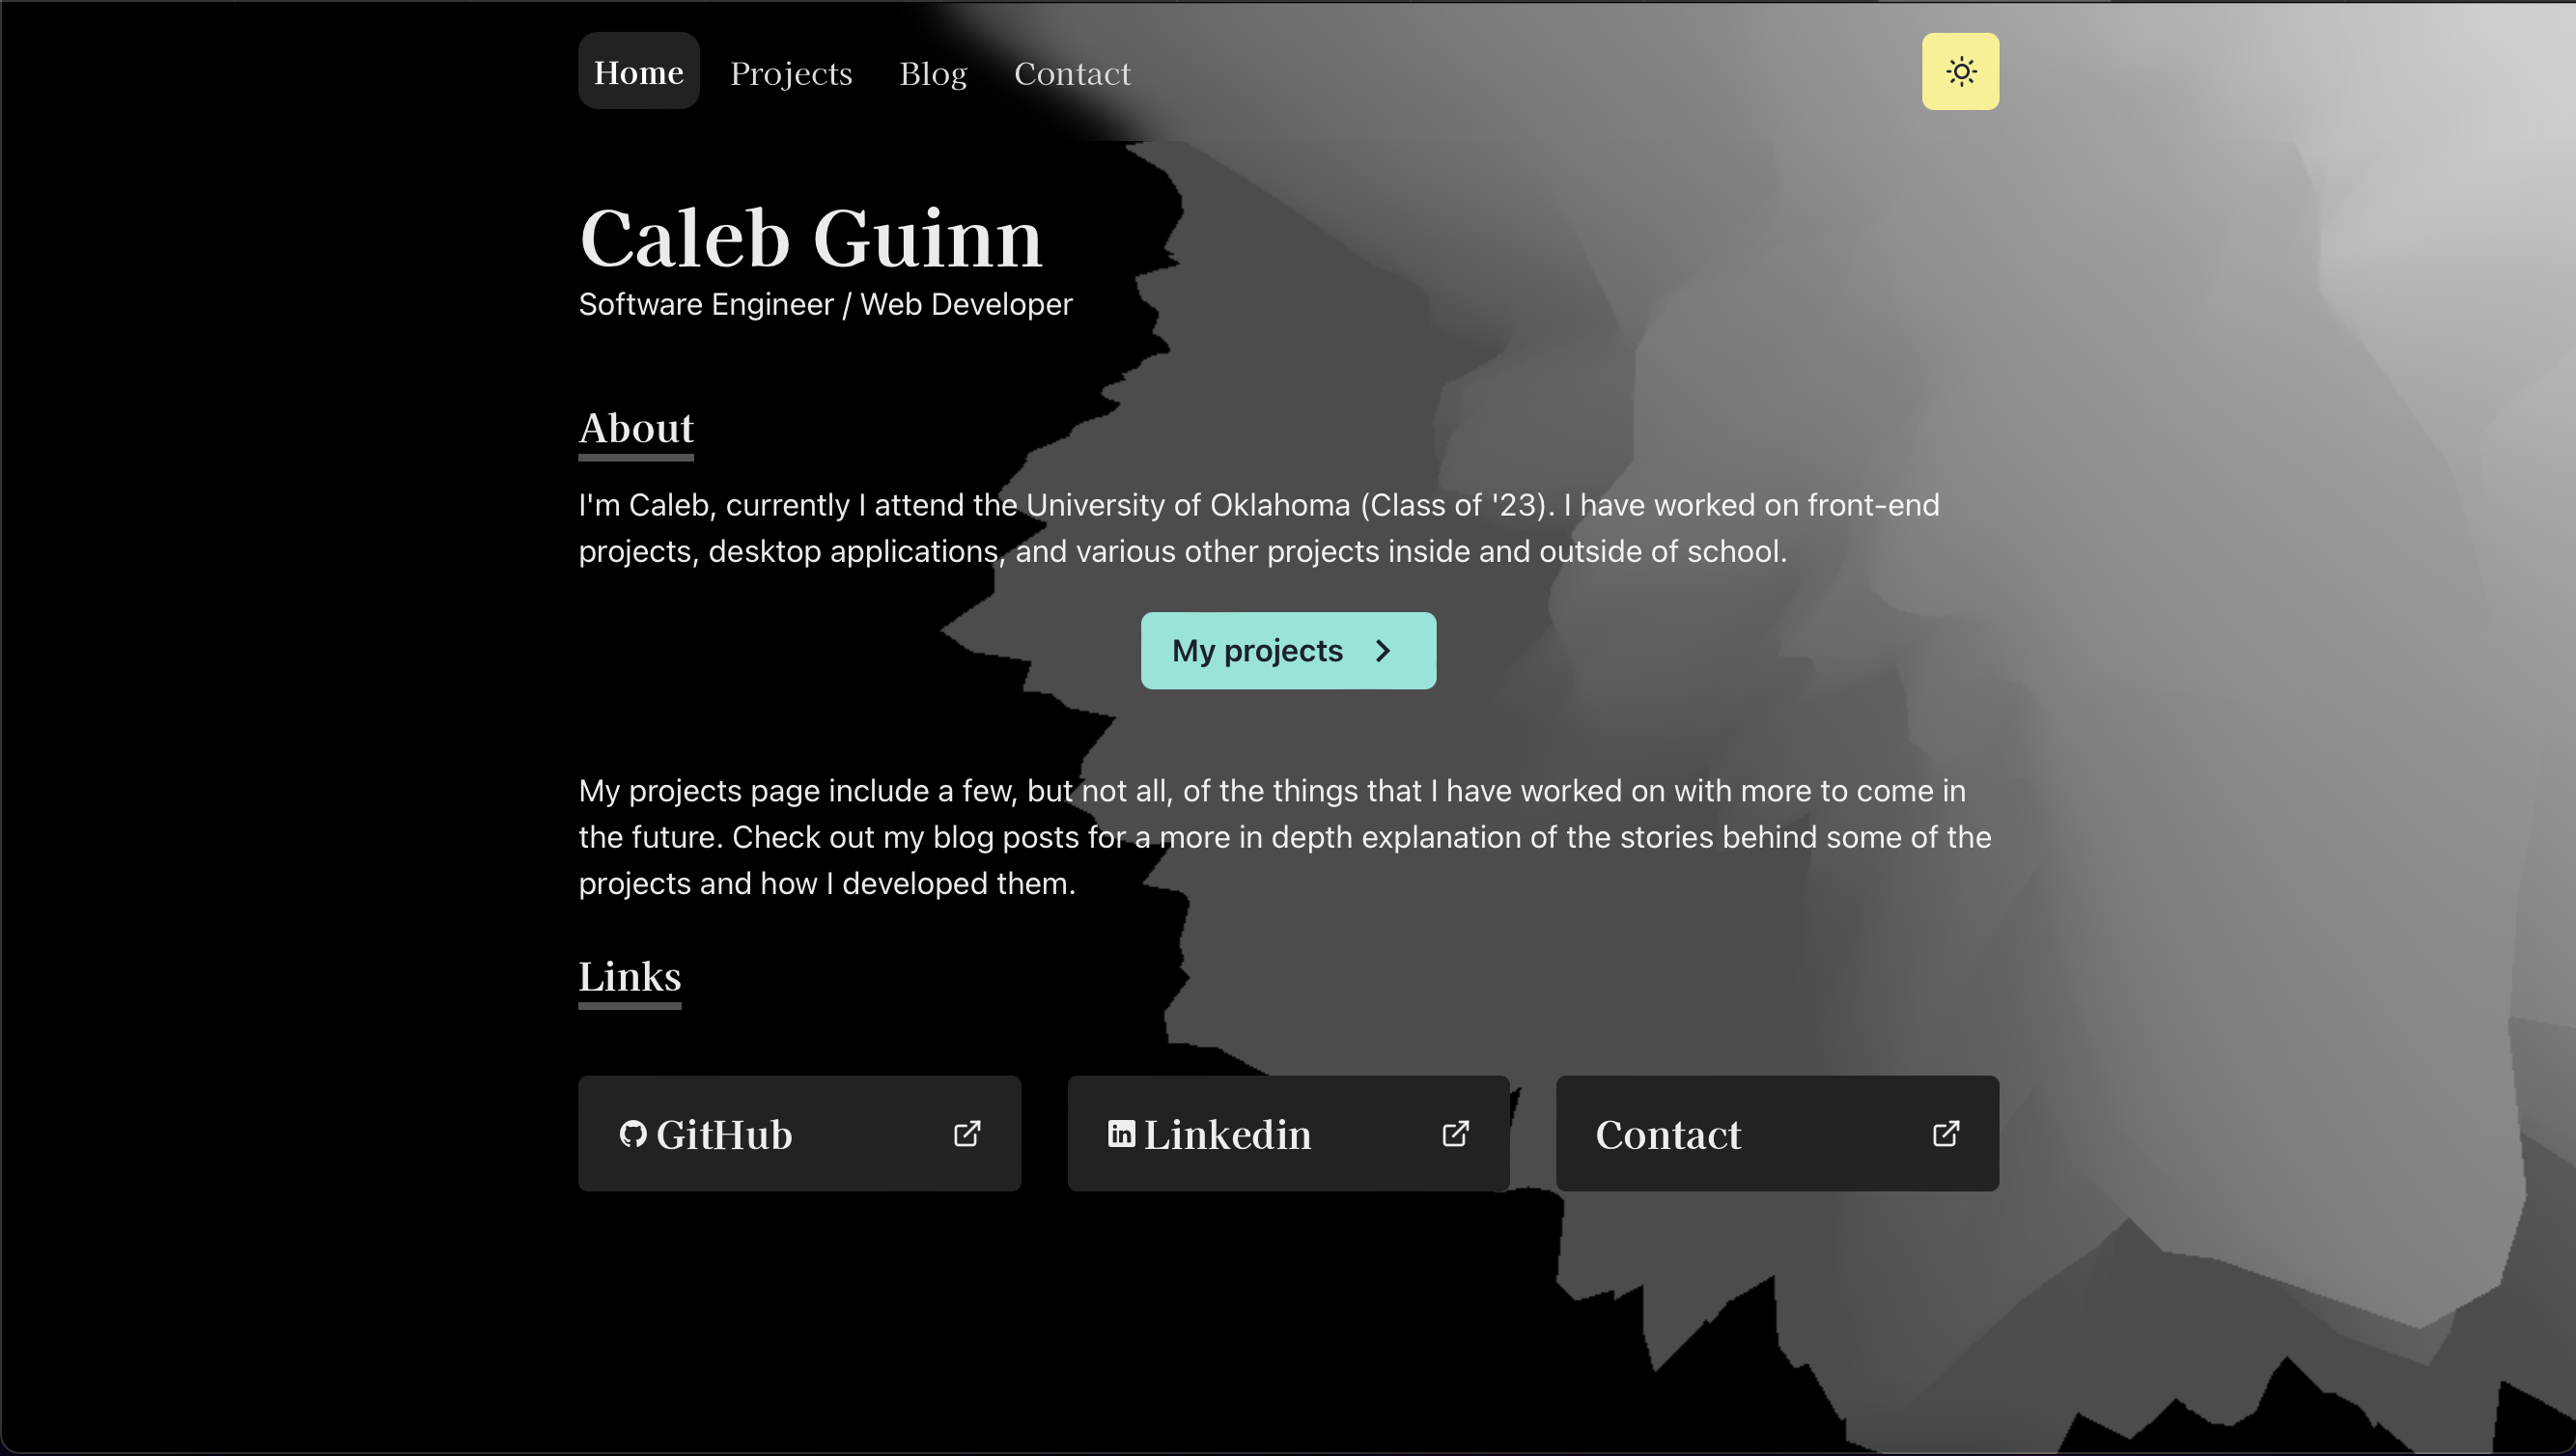 Home Projects Blog Contact
Caleb Guinn
Software Engineer / Web Developer
About
I'm Caleb, currently I attend the University of Oklahoma (Class of '23). I have worked on front-end
projects, desktop applications, and various other projects inside and outside of school.
My projects
My projects page include a few, but not all, of the things that I have worked on with more to come in
the future. Check out my blog posts for a more in depth explanation of the stories behind some of the
projects and how I developed them.
Links
GitHub Linkedin Contact